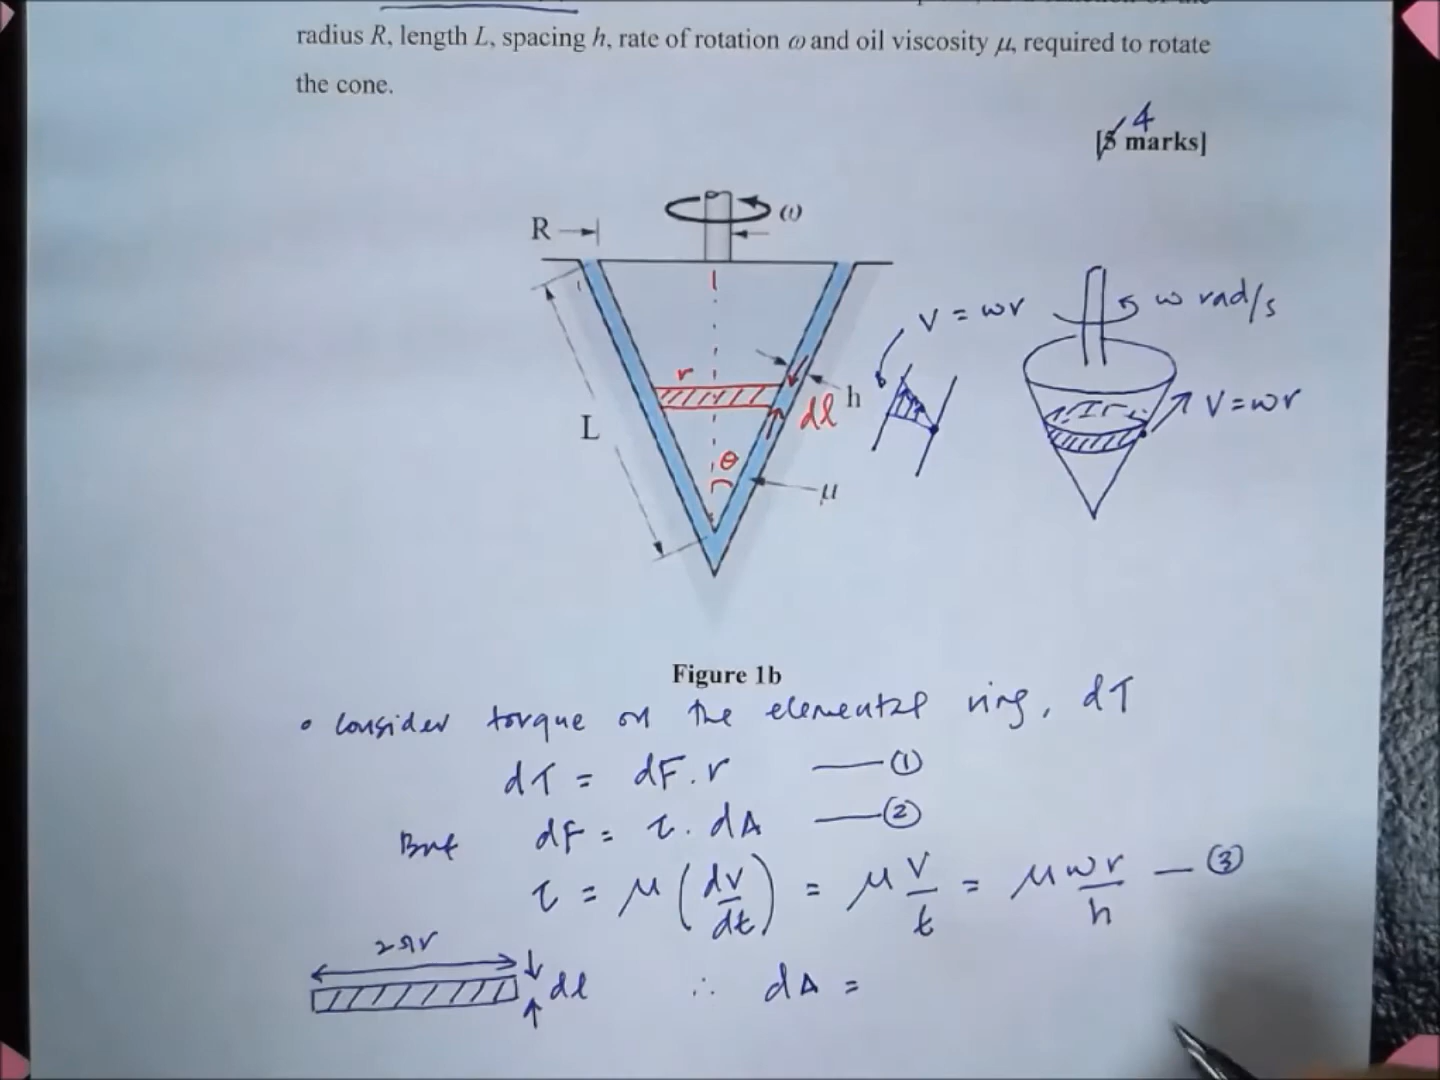 radius R, length L, spacing h, rate of rotation ω and oil viscosity μ, required to rotate
the cone.
4
[5 marks]
R
ω
V = ωr
ω rad/s
r
dl
h
r
V = ωr
L
θ
μ
Figure 1b
• Consider torque on the elemental ring, dT
dT = dF. r —— ①
But dF = τ. dA —— ②
τ = μ (dv/dt) = μ V/t = μωr/h — ③
2πr
dl ∴ dA =